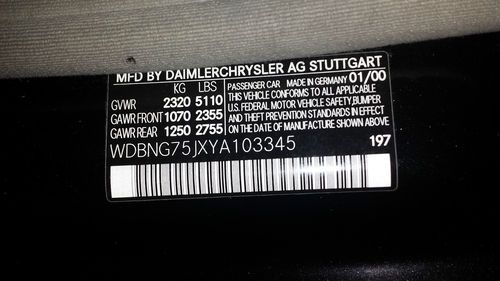 MFD BY DAIMLERCHRYSLER AG STUTTGART
KG LBS
GVWR 2320 5110
GAWR FRONT 1070 2355
GAWR REAR 1250 2755
PASSENGER CAR MADE IN GERMANY 01/00
THIS VEHICLE CONFORMS TO ALL APPLICABLE
U.S. FEDERAL MOTOR VEHICLE SAFETY,BUMPER
AND THEFT PREVENTION STANDARDS IN EFFECT
ON THE DATE OF MANUFACTURE SHOWN ABOVE.
WDBNG75JXYA103345
197